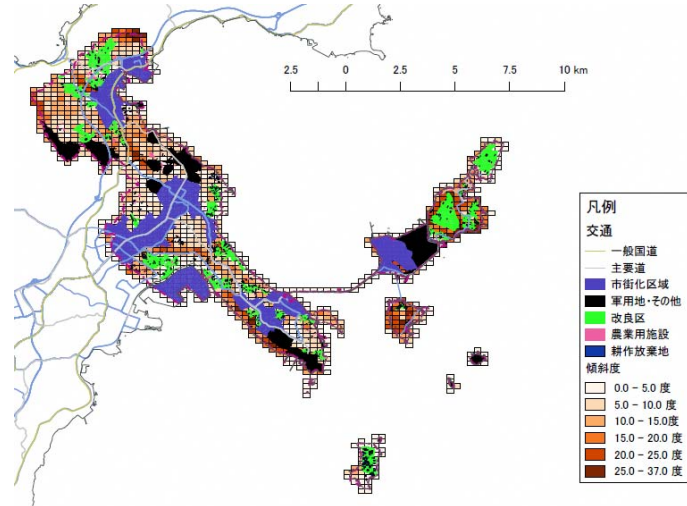 2.5 0 2.5 5 7.5 10 km
凡例
交通
一般国道
主要道
市街化区域
軍用地・その他
改良区
農業用施設
耕作放棄地
傾斜度
0.0 - 5.0 度
5.0 - 10.0 度
10.0 - 15.0度
15.0 - 20.0 度
20.0 - 25.0 度
25.0 - 37.0 度